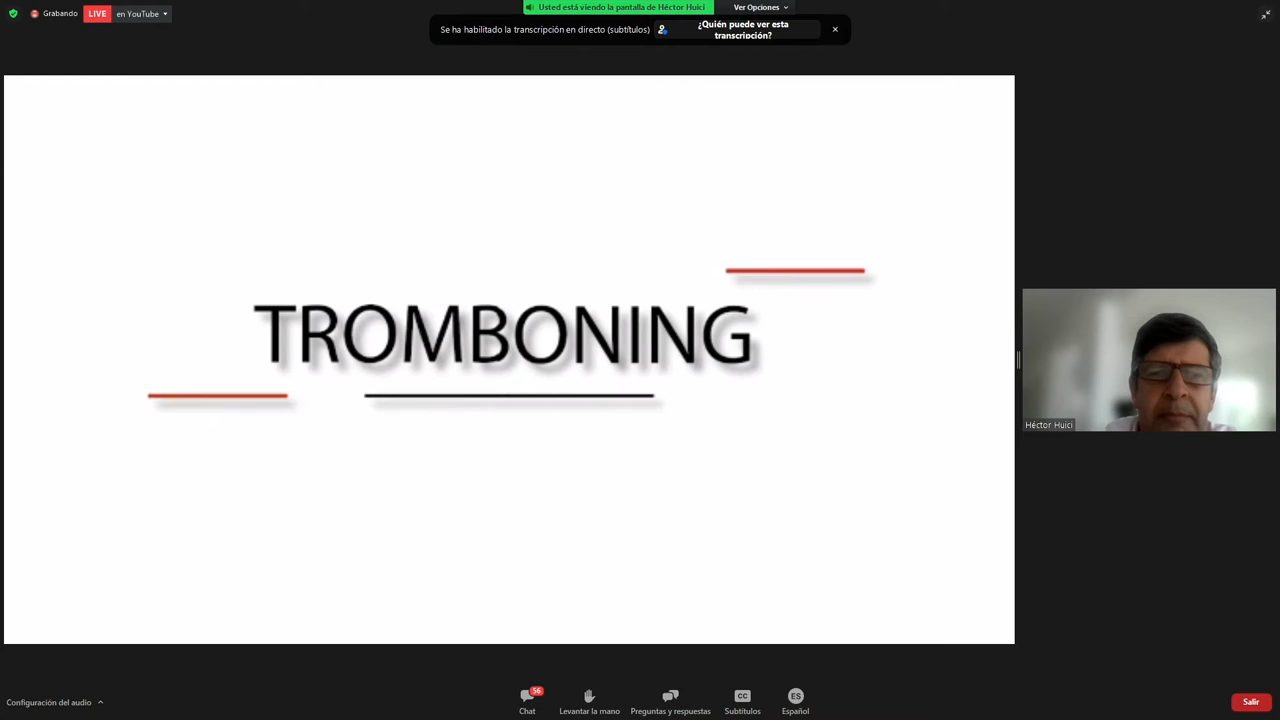 Grabando
LIVE en YouTube
Usted está viendo la pantalla de Héctor Huici
Ver Opciones
Se ha habilitado la transcripción en directo (subtítulos)
¿Quién puede ver esta
transcripción?
TROMBONING
Héctor Huici
Configuración del audio
56
Chat
Levantar la mano
Preguntas y respuestas
CC
Subtítulos
ES
Español
Salir